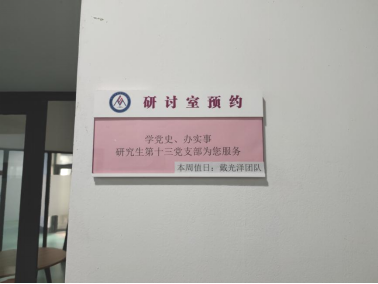 研讨室预约
学党史、办实事
研究生第十三党支部为您服务
本周值日：戴光泽团队